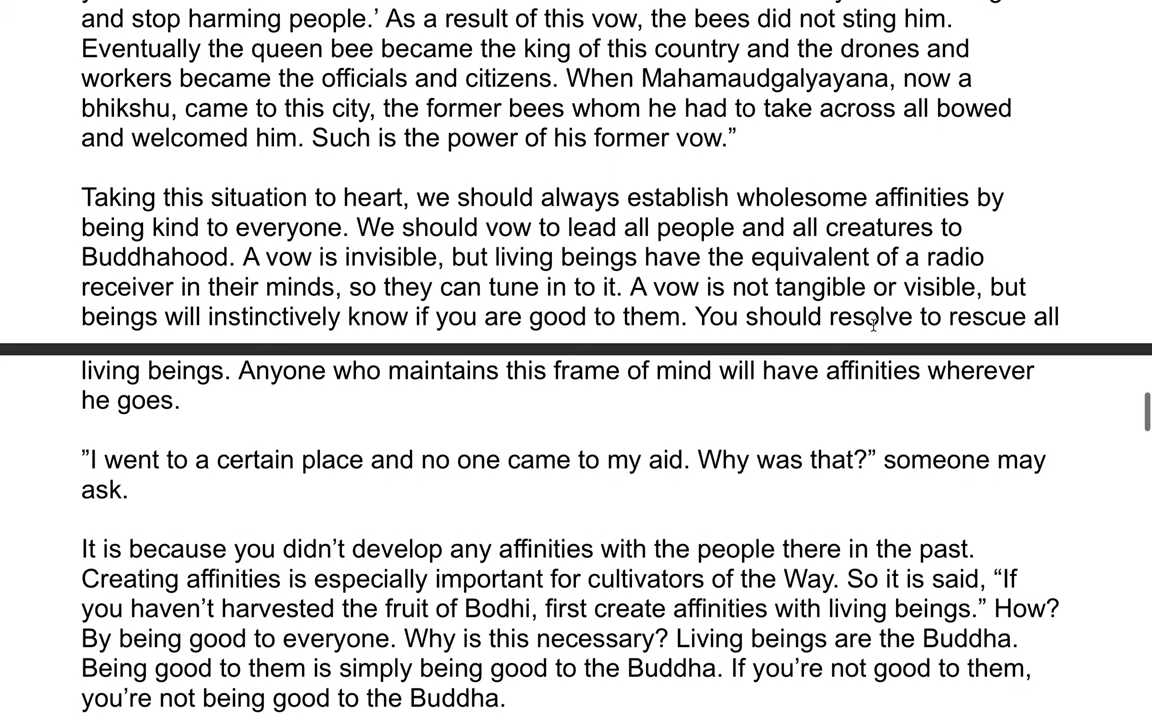 and stop harming people.’ As a result of this vow, the bees did not sting him.
Eventually the queen bee became the king of this country and the drones and
workers became the officials and citizens. When Mahamaudgalyayana, now a
bhikshu, came to this city, the former bees whom he had to take across all bowed
and welcomed him. Such is the power of his former vow.”
Taking this situation to heart, we should always establish wholesome affinities by
being kind to everyone. We should vow to lead all people and all creatures to
Buddhahood. A vow is invisible, but living beings have the equivalent of a radio
receiver in their minds, so they can tune in to it. A vow is not tangible or visible, but
beings will instinctively know if you are good to them. You should resolve to rescue all
living beings. Anyone who maintains this frame of mind will have affinities wherever
he goes.
”I went to a certain place and no one came to my aid. Why was that?” someone may
ask.
It is because you didn’t develop any affinities with the people there in the past.
Creating affinities is especially important for cultivators of the Way. So it is said, “If
you haven’t harvested the fruit of Bodhi, first create affinities with living beings.” How?
By being good to everyone. Why is this necessary? Living beings are the Buddha.
Being good to them is simply being good to the Buddha. If you’re not good to them,
you’re not being good to the Buddha.